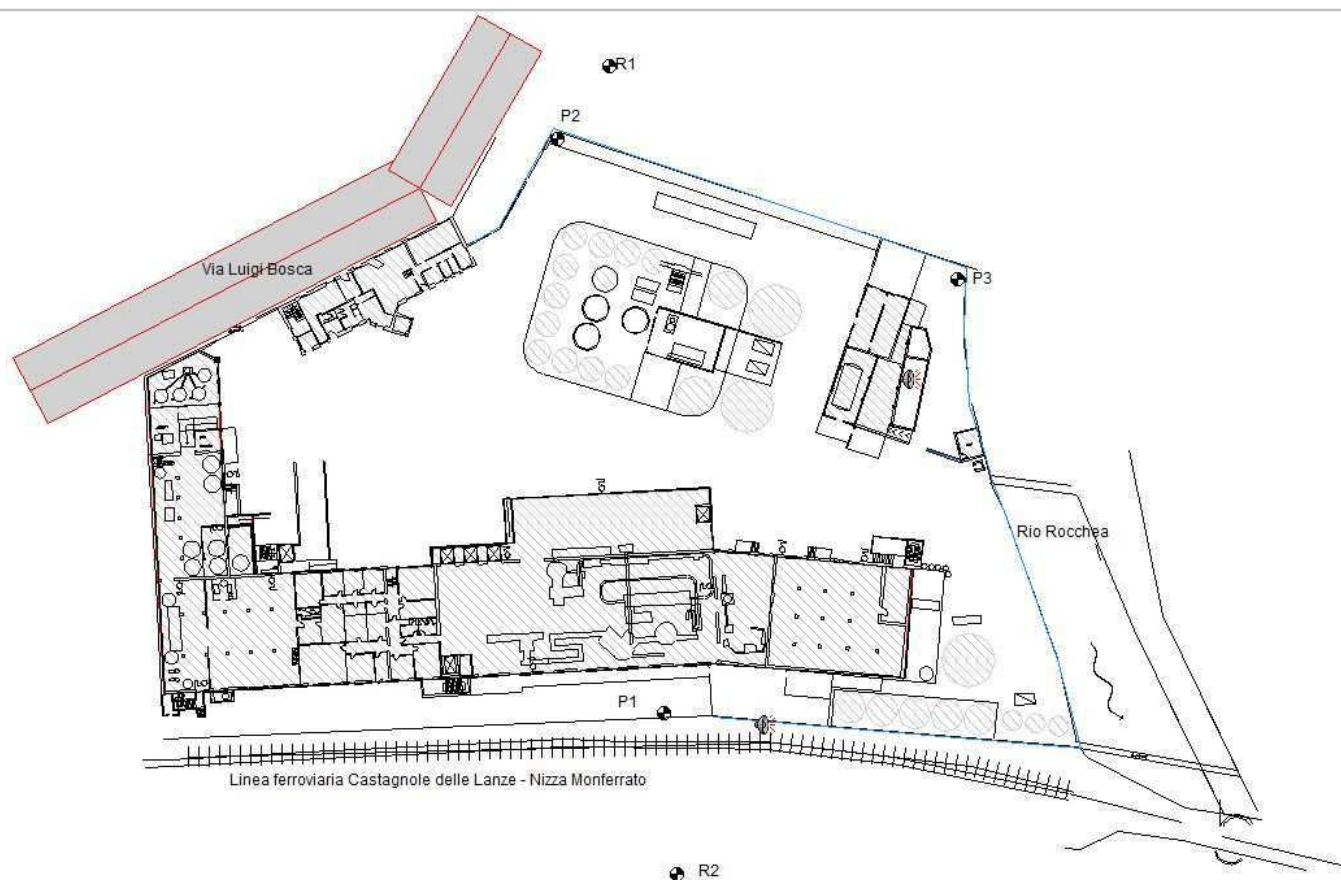 R1
P2
Via Luigi Bosca
P3
Rio Rocchea
P1
Linea ferroviaria Castagnole delle Lanze - Nizza Monferrato
R2